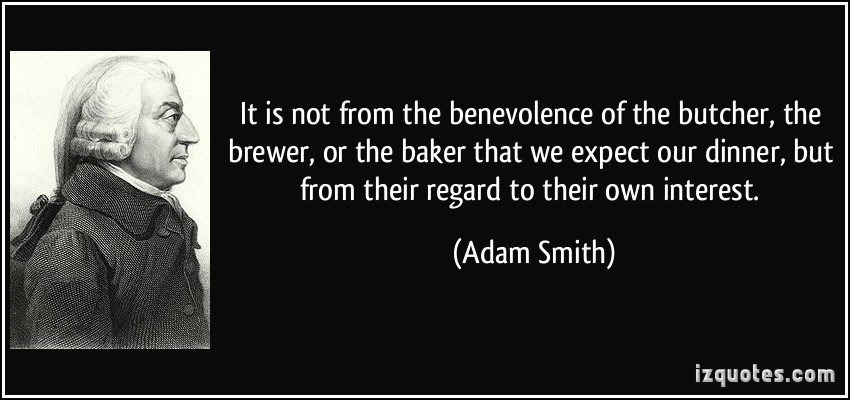 It is not from the benevolence of the butcher, the
brewer, or the baker that we expect our dinner, but
from their regard to their own interest.
(Adam Smith)
izquotes.com